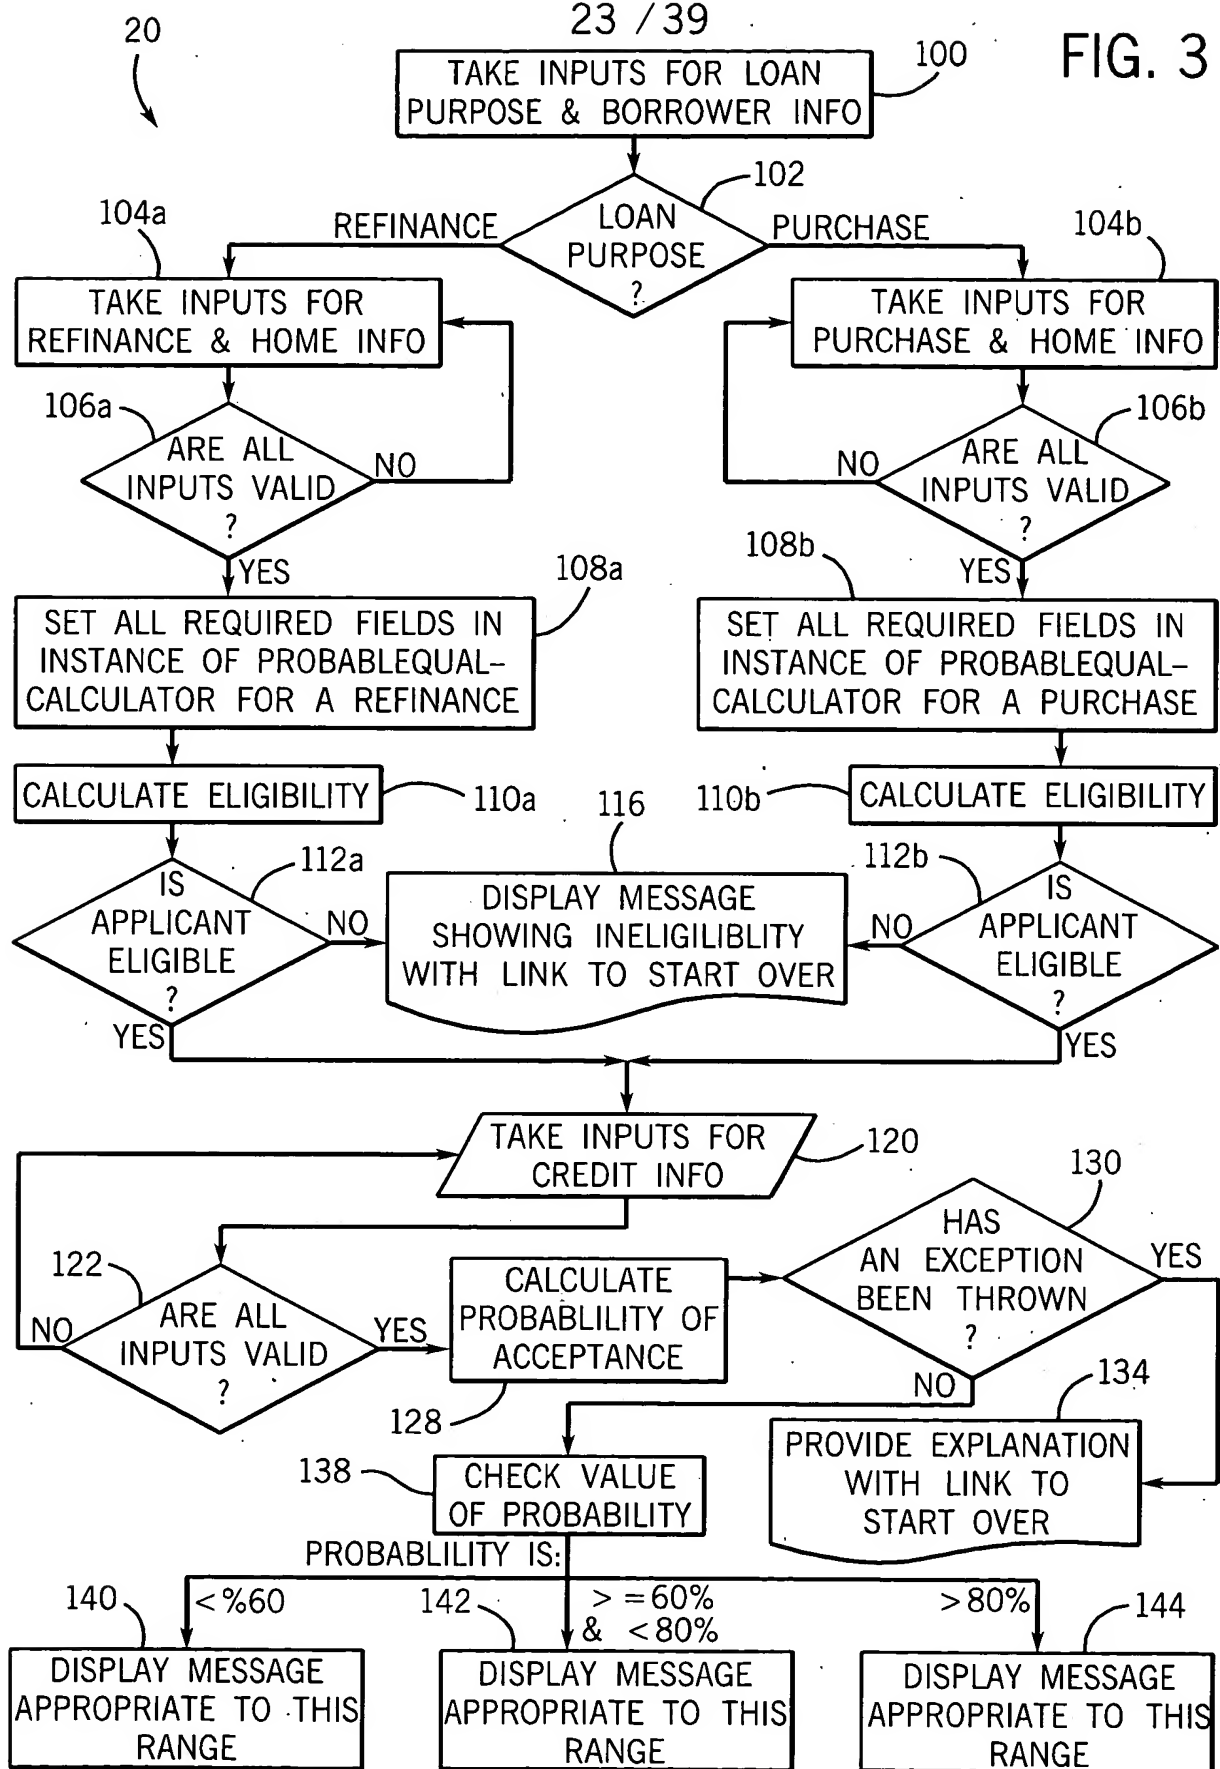 23 / 39
FIG. 3
20
100
TAKE INPUTS FOR LOAN
PURPOSE & BORROWER INFO
102
LOAN
PURPOSE
?
REFINANCE
PURCHASE
104a
TAKE INPUTS FOR
REFINANCE & HOME INFO
104b
TAKE INPUTS FOR
PURCHASE & HOME INFO
106a
ARE ALL
INPUTS VALID
?
NO
YES
106b
ARE ALL
INPUTS VALID
?
NO
YES
108a
SET ALL REQUIRED FIELDS IN
INSTANCE OF PROBABLEQUAL-
CALCULATOR FOR A REFINANCE
108b
SET ALL REQUIRED FIELDS IN
INSTANCE OF PROBABLEQUAL-
CALCULATOR FOR A PURCHASE
CALCULATE ELIGIBILITY
110a
110b
CALCULATE ELIGIBILITY
112a
IS
APPLICANT
ELIGIBLE
?
NO
YES
116
DISPLAY MESSAGE
SHOWING INELIGILIBLITY
WITH LINK TO START OVER
112b
IS
APPLICANT
ELIGIBLE
?
NO
YES
TAKE INPUTS FOR
CREDIT INFO
120
122
ARE ALL
INPUTS VALID
?
NO
YES
CALCULATE
PROBABLILITY OF
ACCEPTANCE
128
130
HAS
AN EXCEPTION
BEEN THROWN
?
YES
NO
134
PROVIDE EXPLANATION
WITH LINK TO
START OVER
138
CHECK VALUE
OF PROBABILITY
PROBABLILITY IS:
140
<%60
DISPLAY MESSAGE
APPROPRIATE TO THIS
RANGE
142
> =60%
& <80%
DISPLAY MESSAGE
APPROPRIATE TO THIS
RANGE
>80%
144
DISPLAY MESSAGE
APPROPRIATE TO THIS
RANGE